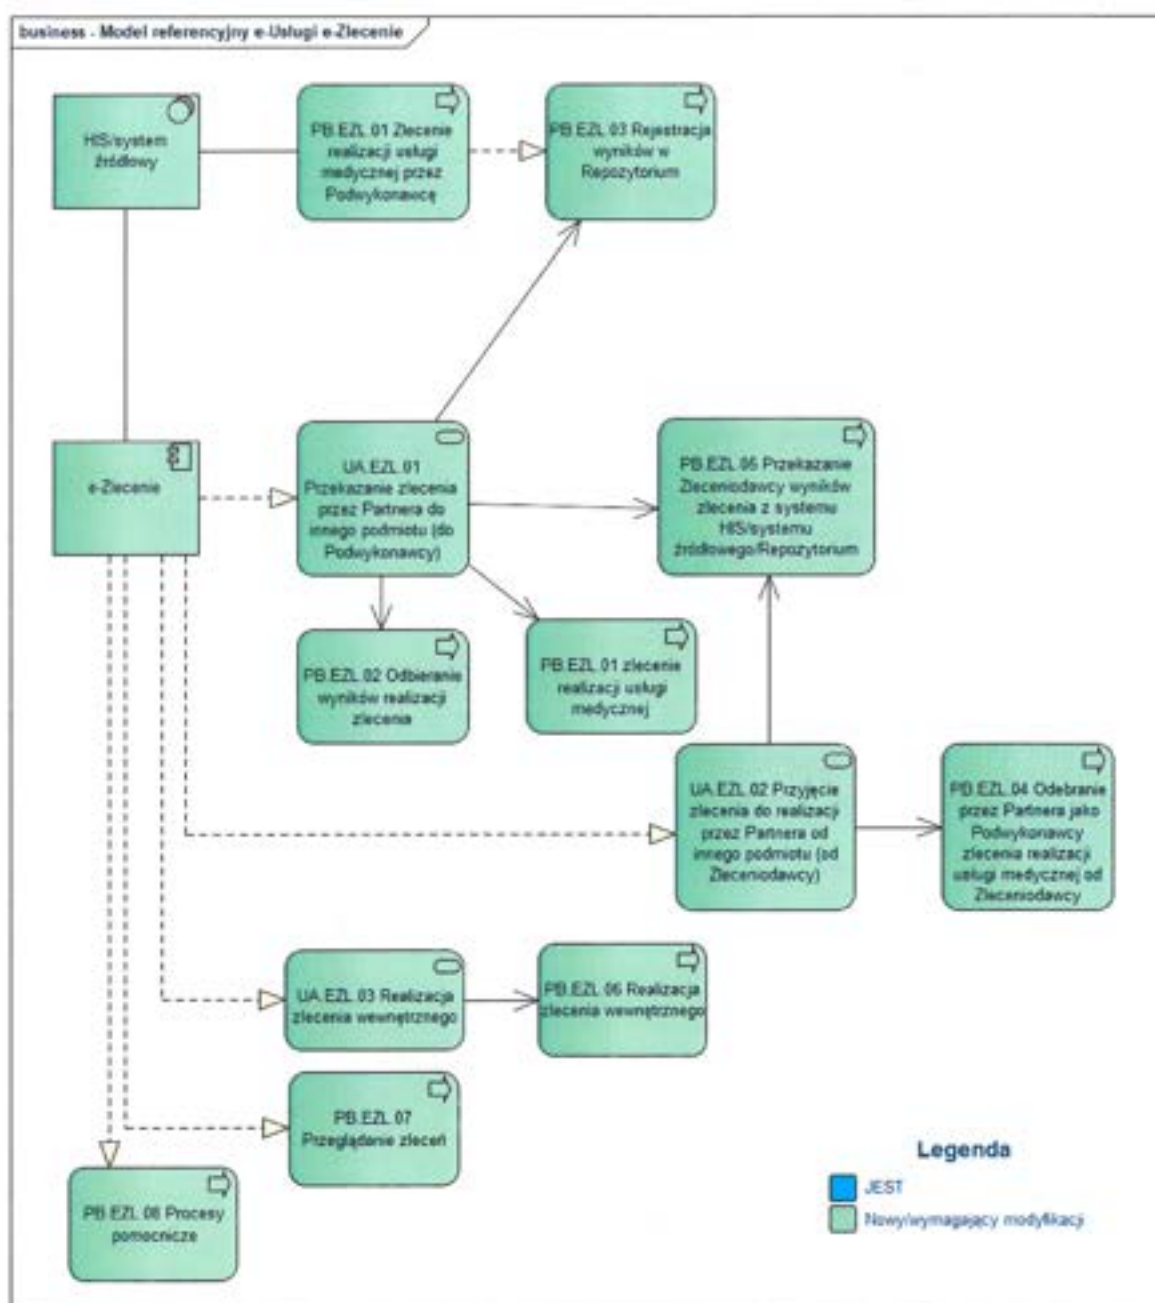 business - Model referencyjny e-Usługi e-Zlecenie
HIS/system
źródłowy
PB.EZL.01 Zlecenie
realizacji usługi
medycznej przez
Podwykonawcę
PB.EZL.03 Rejestracja
wyników w
Repozytorium
e-Zlecenie
UA.EZL.01
Przekazanie zlecenia
przez Partnera do
innego podmiotu (do
Podwykonawcy)
PB.EZL.05 Przekazanie
Zleceniodawcy wyników
zlecenia z systemu
HIS/systemu
źródłowego/Repozytorium
PB.EZL.02 Odbieranie
wyników realizacji
zlecenia
PB.EZL.01 zlecenie
realizacji usługi
medycznej
UA.EZL.02 Przyjęcie
zlecenia do realizacji
przez Partnera od
innego podmiotu (od
Zleceniodawcy)
PB.EZL.04 Odebranie
przez Partnera jako
Podwykonawcy
zlecenia realizacji
usługi medycznej od
Zleceniodawcy
UA.EZL.03 Realizacja
zlecenia wewnętrznego
PB.EZL.06 Realizacja
zlecenia wewnętrznego
PB.EZL.07
Przeglądanie zleceń
PB.EZL.08 Procesy
pomocnicze
Legenda
JEST
Nowy/wymagający modyfikacji